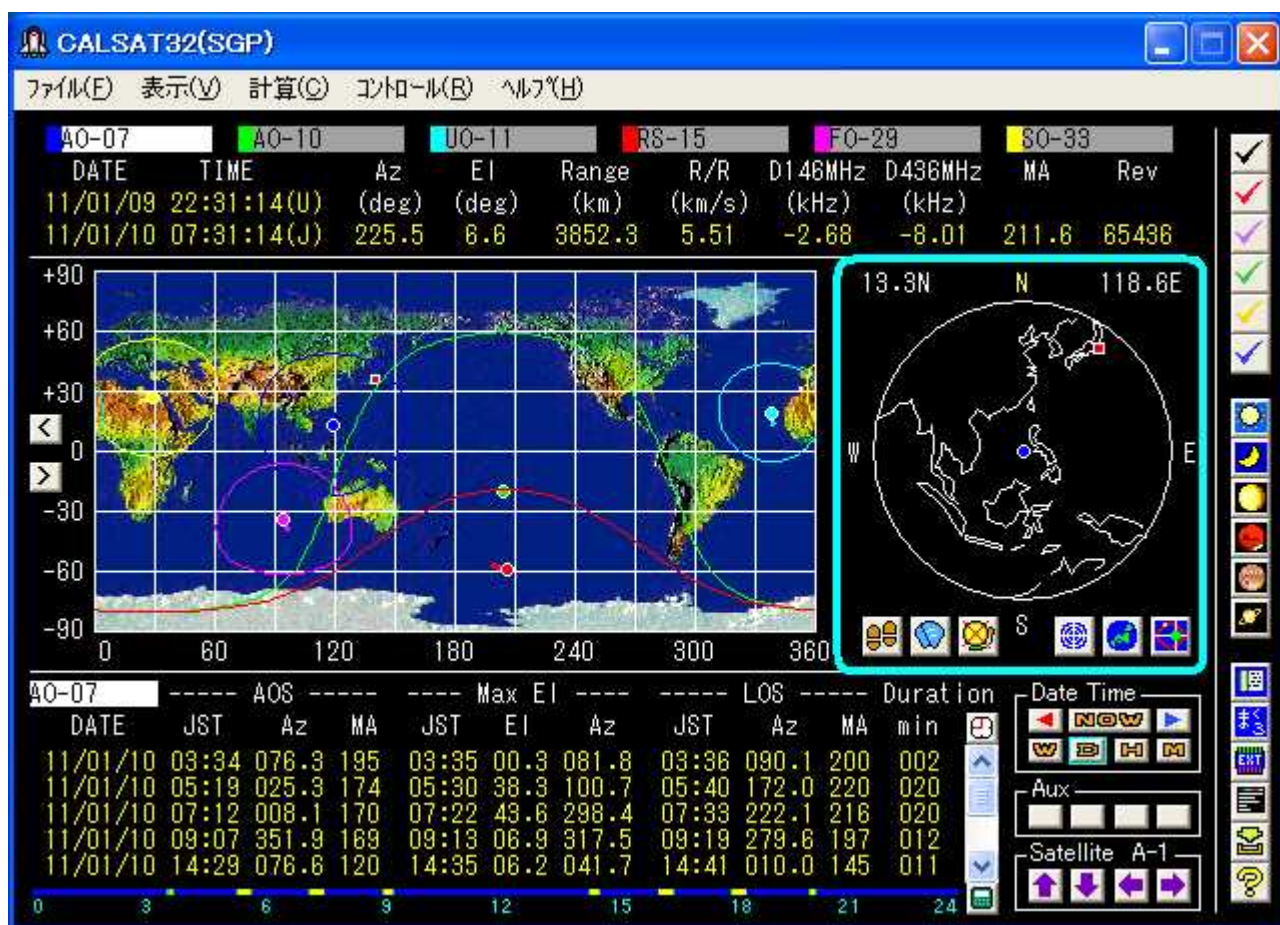 CALSAT32(SGP)
ファイル(F) 表示(V) 計算(C) コントロール(R) ヘルプ(H)
AO-07 AO-10 UO-11 RS-15 FO-29 SO-33
DATE TIME Az El Range R/R D146MHz D436MHz MA Rev
11/01/09 22:31:14(U) (deg) (deg) (km) (km/s) (kHz) (kHz)
11/01/10 07:31:14(J) 225.5 6.6 3852.3 5.51 -2.68 -8.01 211.6 65436
+90
+60
+30
0
-30
-60
-90
0 60 120 180 240 300 360
< >
13.3N N 118.6E
W E
S
AO-07 ----- AOS ----- ---- Max El ---- ----- LOS ----- Duration
DATE JST Az MA JST El Az JST Az MA min
11/01/10 03:34 076.3 195 03:35 00.3 081.8 03:36 090.1 200 002
11/01/10 05:19 025.3 174 05:30 38.3 100.7 05:40 172.0 220 020
11/01/10 07:12 008.1 170 07:22 43.6 298.4 07:33 222.1 216 020
11/01/10 09:07 351.9 169 09:13 06.9 317.5 09:19 279.6 197 012
11/01/10 14:29 076.6 120 14:35 06.2 041.7 14:41 010.0 145 011
0 3 6 9 12 15 18 21 24
Date Time
NOW
W D H M
Aux
Satellite A-1
まく3
EXT
?